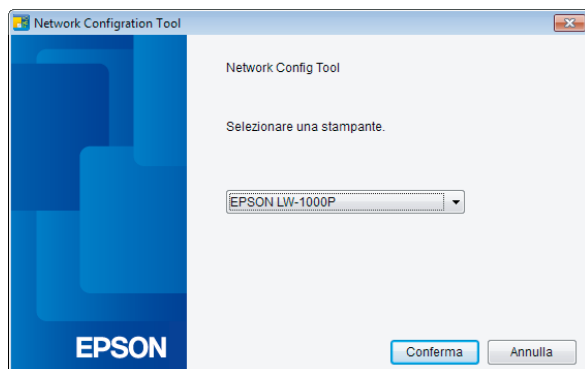 Network Configration Tool
Network Config Tool
Selezionare una stampante.
EPSON LW-1000P
EPSON
Conferma
Annulla